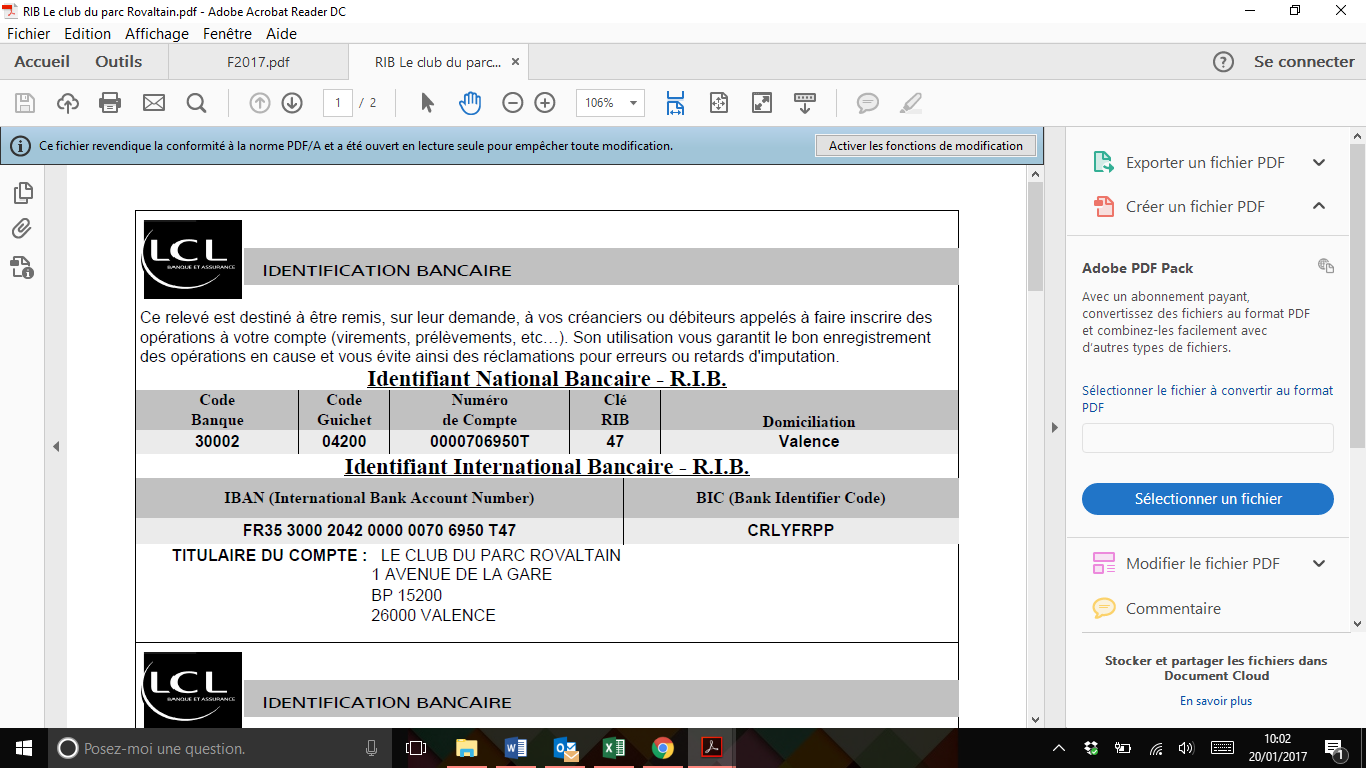 RIB Le club du parc Rovaltain.pdf - Adobe Acrobat Reader DC
Fichier Edition Affichage Fenêtre Aide
Accueil Outils F2017.pdf RIB Le club du parc... × ? Se connecter
1 / 2 106%
Ce fichier revendique la conformité à la norme PDF/A et a été ouvert en lecture seule pour empêcher toute modification. Activer les fonctions de modification
LCL
BANQUE ET ASSURANCE
IDENTIFICATION BANCAIRE
Ce relevé est destiné à être remis, sur leur demande, à vos créanciers ou débiteurs appelés à faire inscrire des
opérations à votre compte (virements, prélèvements, etc…). Son utilisation vous garantit le bon enregistrement
des opérations en cause et vous évite ainsi des réclamations pour erreurs ou retards d'imputation.
Identifiant National Bancaire - R.I.B.
Code Code Numéro Clé
Banque Guichet de Compte RIB Domiciliation
30002 04200 0000706950T 47 Valence
Identifiant International Bancaire - R.I.B.
IBAN (International Bank Account Number) BIC (Bank Identifier Code)
FR35 3000 2042 0000 0070 6950 T47 CRLYFRPP
TITULAIRE DU COMPTE : LE CLUB DU PARC ROVALTAIN
1 AVENUE DE LA GARE
BP 15200
26000 VALENCE
LCL
BANQUE ET ASSURANCE
IDENTIFICATION BANCAIRE
Exporter un fichier PDF
Créer un fichier PDF
Adobe PDF Pack
Avec un abonnement payant,
convertissez des fichiers au format PDF
et combinez-les facilement avec
d'autres types de fichiers.
Sélectionner le fichier à convertir au format
PDF
Sélectionner un fichier
Modifier le fichier PDF
Commentaire
Stocker et partager les fichiers dans
Document Cloud
En savoir plus
Posez-moi une question.
10:02
20/01/2017
1